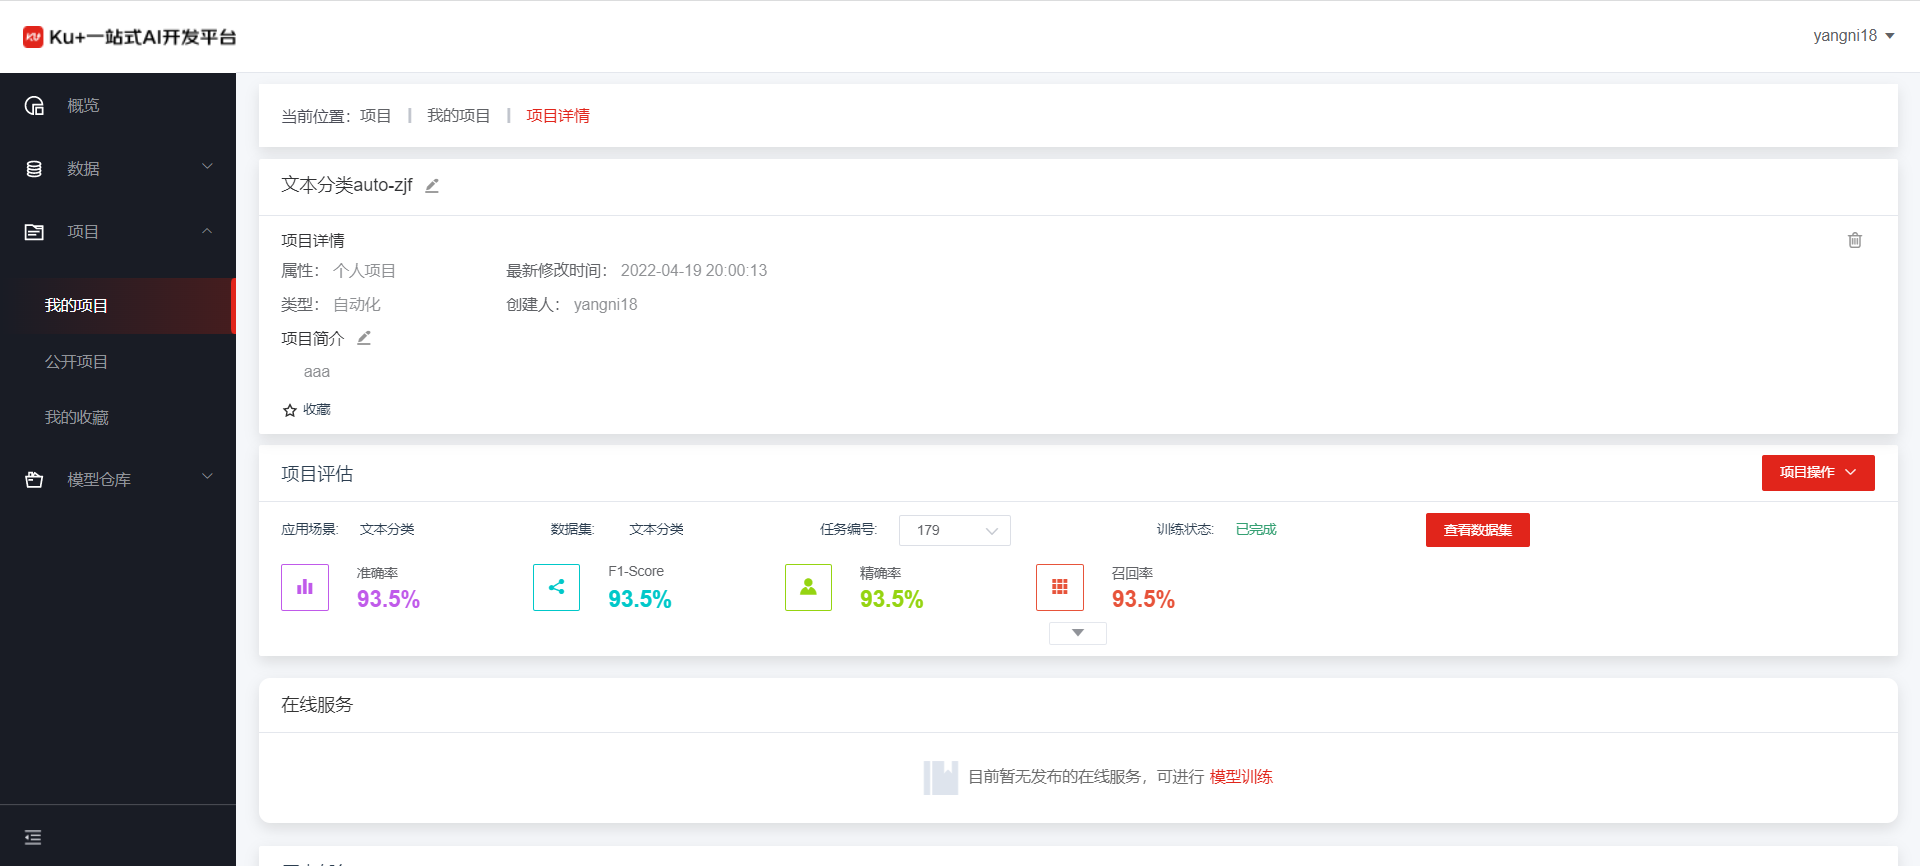 Ku+一站式AI开发平台
yangni18
概览
数据
项目
我的项目
公开项目
我的收藏
模型仓库
当前位置：项目 | 我的项目 | 项目详情
文本分类auto-zjf
项目详情
属性： 个人项目 最新修改时间： 2022-04-19 20:00:13
类型： 自动化 创建人： yangni18
项目简介
aaa
收藏
项目评估
项目操作
应用场景: 文本分类 数据集: 文本分类 任务编号: 179 训练状态: 已完成 查看数据集
准确率 F1-Score 精确率 召回率
93.5% 93.5% 93.5% 93.5%
在线服务
目前暂无发布的在线服务，可进行 模型训练